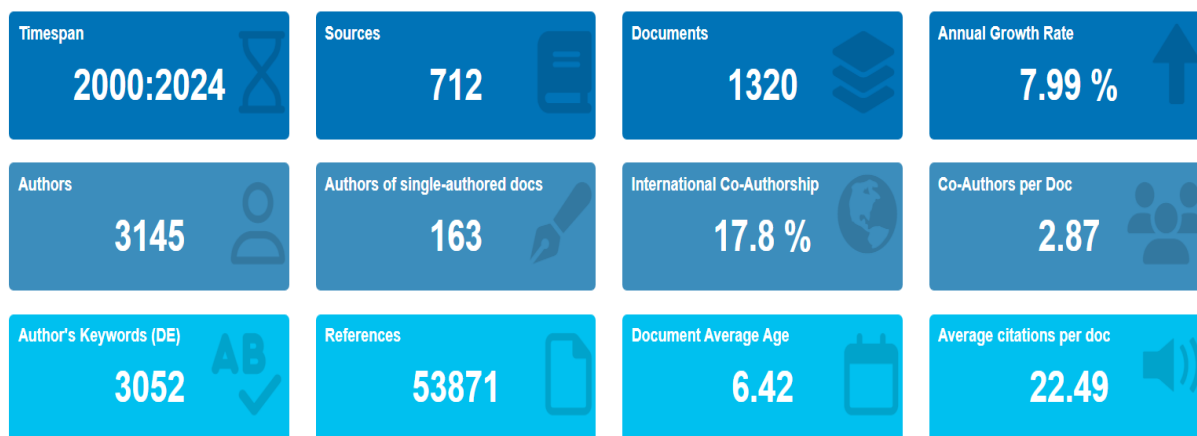 Timespan
2000:2024
Sources
712
Documents
1320
Annual Growth Rate
7.99 %
Authors
3145
Authors of single-authored docs
163
International Co-Authorship
17.8 %
Co-Authors per Doc
2.87
Author's Keywords (DE)
AB
3052
References
53871
Document Average Age
6.42
Average citations per doc
22.49